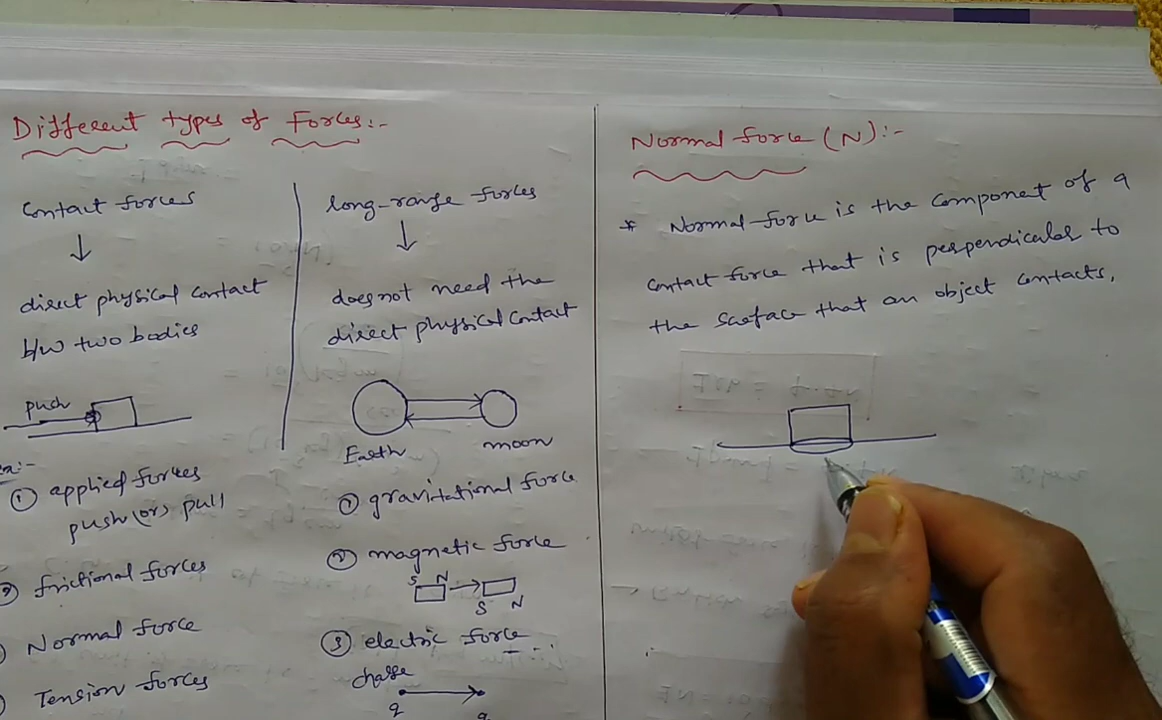 Different types of Forces:-
Contact forces
↓
direct physical contact
b/w two bodies
push
Ex:-
① applied forces
push (or) pull
② frictional forces
Normal force
Tension forces
long-range forces
↓
does not need the
direct physical contact
Earth
moon
① gravitational force
② magnetic force
S N
S N
③ electric force
charge
q q
Normal force (N):-
* Normal force is the component of a
contact force that is perpendicular to
the surface that an object contacts,